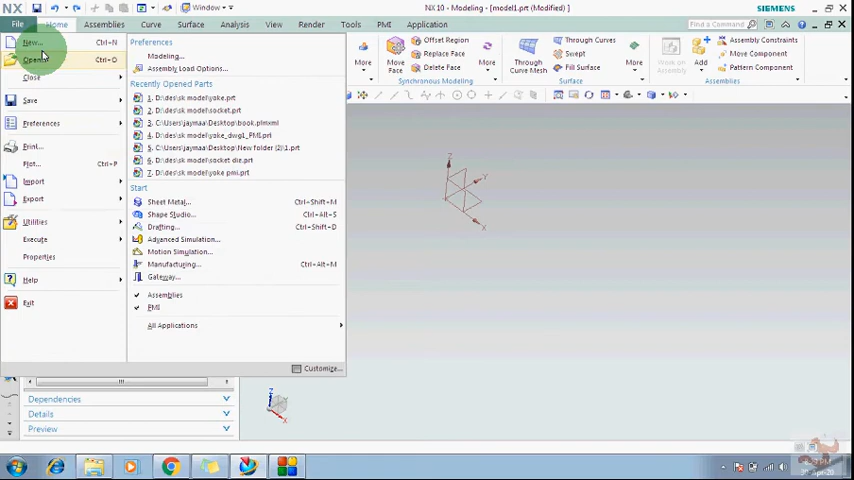 NX
Window
NX 10 - Modeling - [model1.prt (Modified) ]
SIEMENS
File Home Assemblies Curve Surface Analysis View Render Tools PMI Application
Find a Command
New... Ctrl+N
Open... Ctrl+O
Close
Save
Preferences
Print...
Plot... Ctrl+P
Import
Export
Utilities
Execute
Properties
Help
Exit
Preferences
Modeling...
Assembly Load Options...
Recently Opened Parts
1. D:\des\sk model\yoke.prt
2. D:\des\sk model\socket.prt
3. C:\Users\jaymaa\Desktop\book.plmxml
4. D:\des\sk model\yoke_dwg1_PMI.prt
5. C:\Users\jaymaa\Desktop\New folder (2)\1.prt
6. D:\des\sk model\socket die.prt
7. D:\des\sk model\yoke pmi.prt
Start
Sheet Metal... Ctrl+Shift+M
Shape Studio... Ctrl+Alt+S
Drafting... Ctrl+Shift+D
Advanced Simulation...
Motion Simulation...
Manufacturing... Ctrl+Alt+M
Gateway...
Assemblies
PMI
All Applications
Customize...
More
Offset Region
Replace Face
Delete Face
More
Synchronous Modeling
Through Curve Mesh
Through Curves
Swept
Fill Surface
More
Surface
Work on Assembly
Add
Assembly Constraints
Move Component
Pattern Component
Assemblies
Z
Y
X
Z
X
Dependencies
Details
Preview